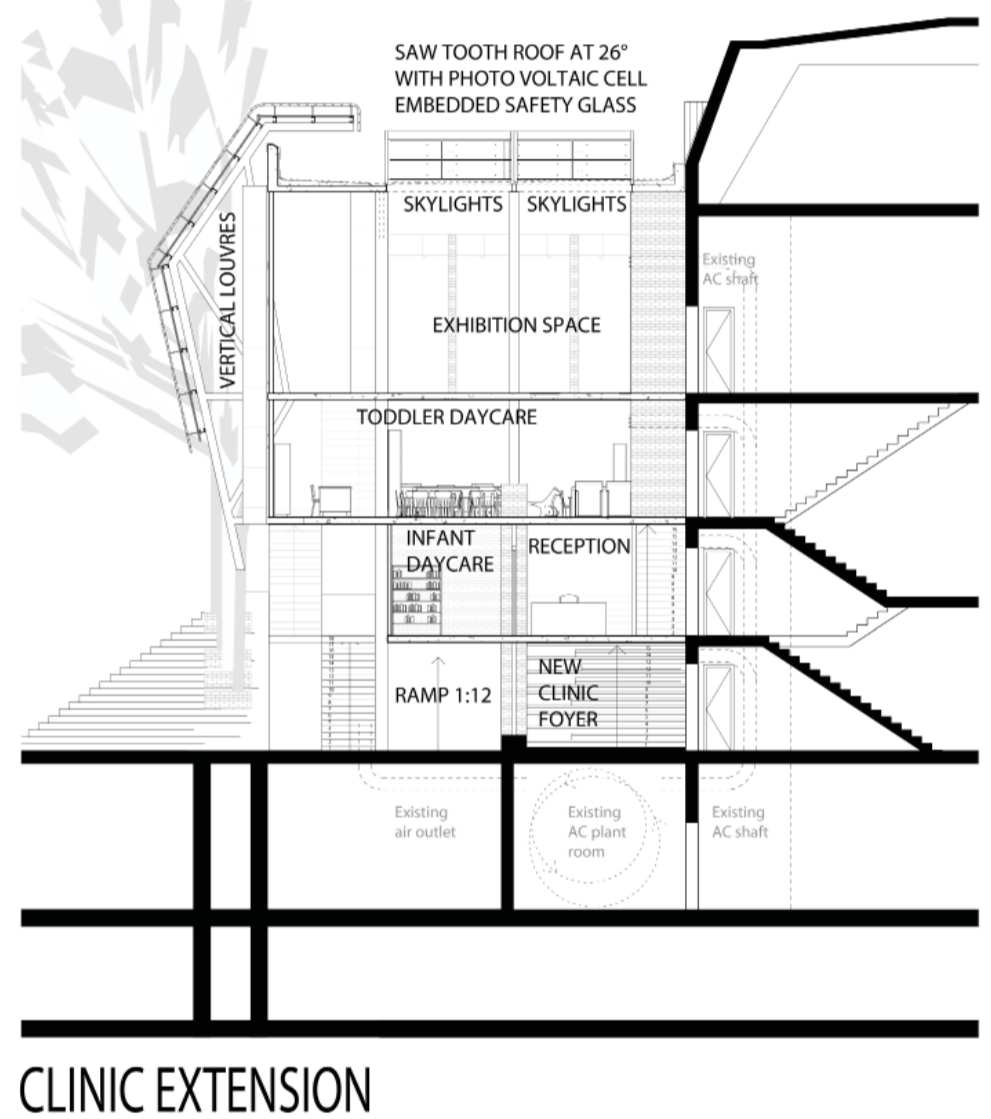 SAW TOOTH ROOF AT 26°
WITH PHOTO VOLTAIC CELL
EMBEDDED SAFETY GLASS
SKYLIGHTS
SKYLIGHTS
VERTICAL LOUVRES
Existing
AC shaft
EXHIBITION SPACE
TODDLER DAYCARE
INFANT
DAYCARE
RECEPTION
RAMP 1:12
NEW
CLINIC
FOYER
Existing
air outlet
Existing
AC plant
room
Existing
AC shaft
CLINIC EXTENSION